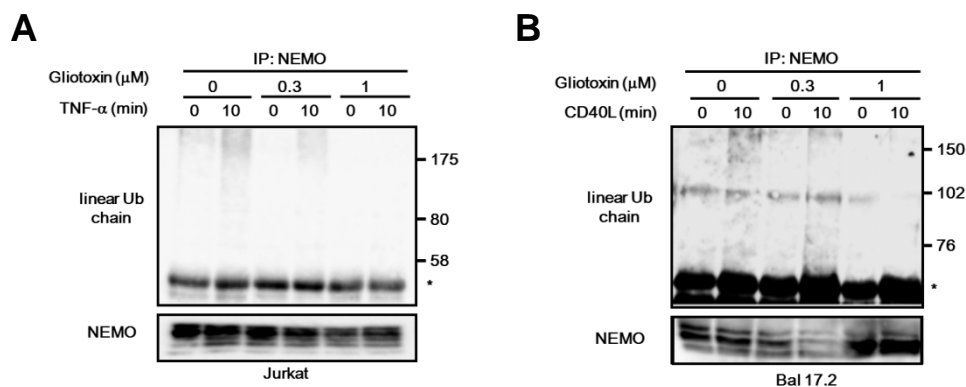 A
IP: NEMO
Gliotoxin (μM)
0 0.3 1
TNF-α (min)
0 10 0 10 0 10
linear Ub
chain
175
80
58
*
NEMO
Jurkat
B
IP: NEMO
Gliotoxin (μM)
0 0.3 1
CD40L (min)
0 10 0 10 0 10
linear Ub
chain
150
102
76
*
NEMO
Bal 17.2